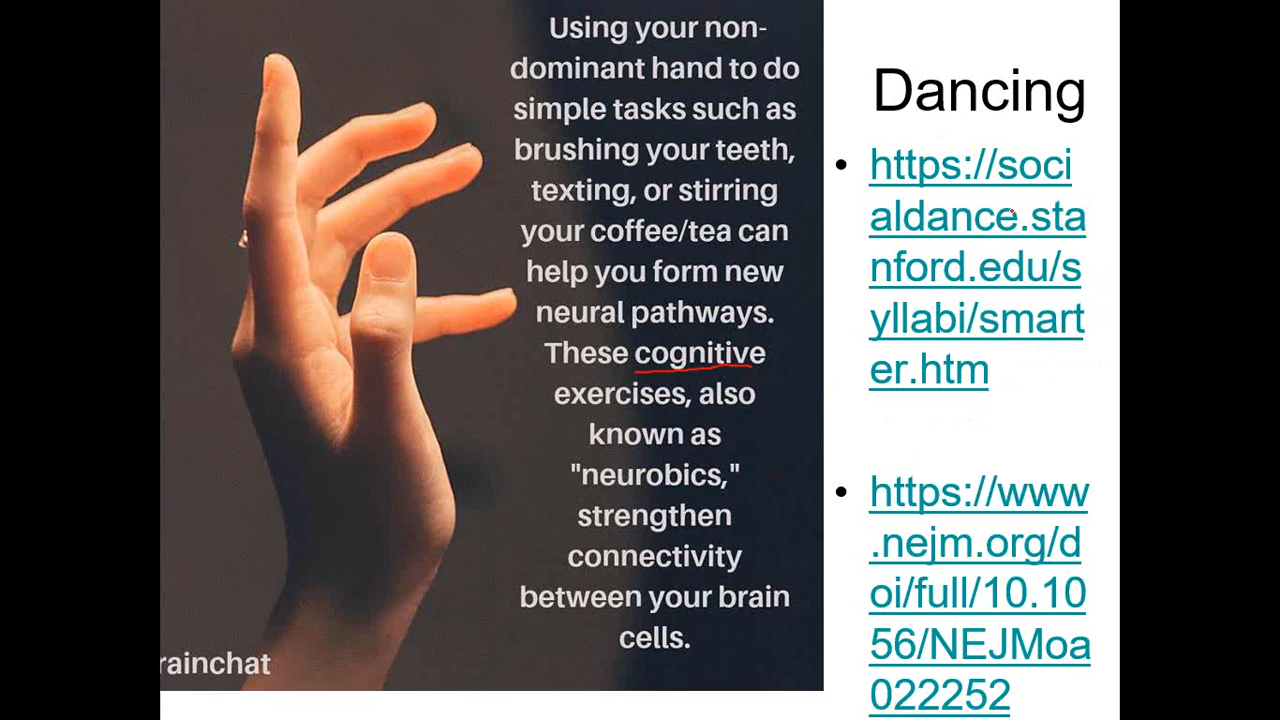 Using your non-
dominant hand to do
simple tasks such as
brushing your teeth,
texting, or stirring
your coffee/tea can
help you form new
neural pathways.
These cognitive
exercises, also
known as
"neurobics,"
strengthen
connectivity
between your brain
cells.
rainchat
Dancing
• https://soci
aldance.sta
nford.edu/s
yllabi/smart
er.htm
• https://www
.nejm.org/d
oi/full/10.10
56/NEJMoa
022252